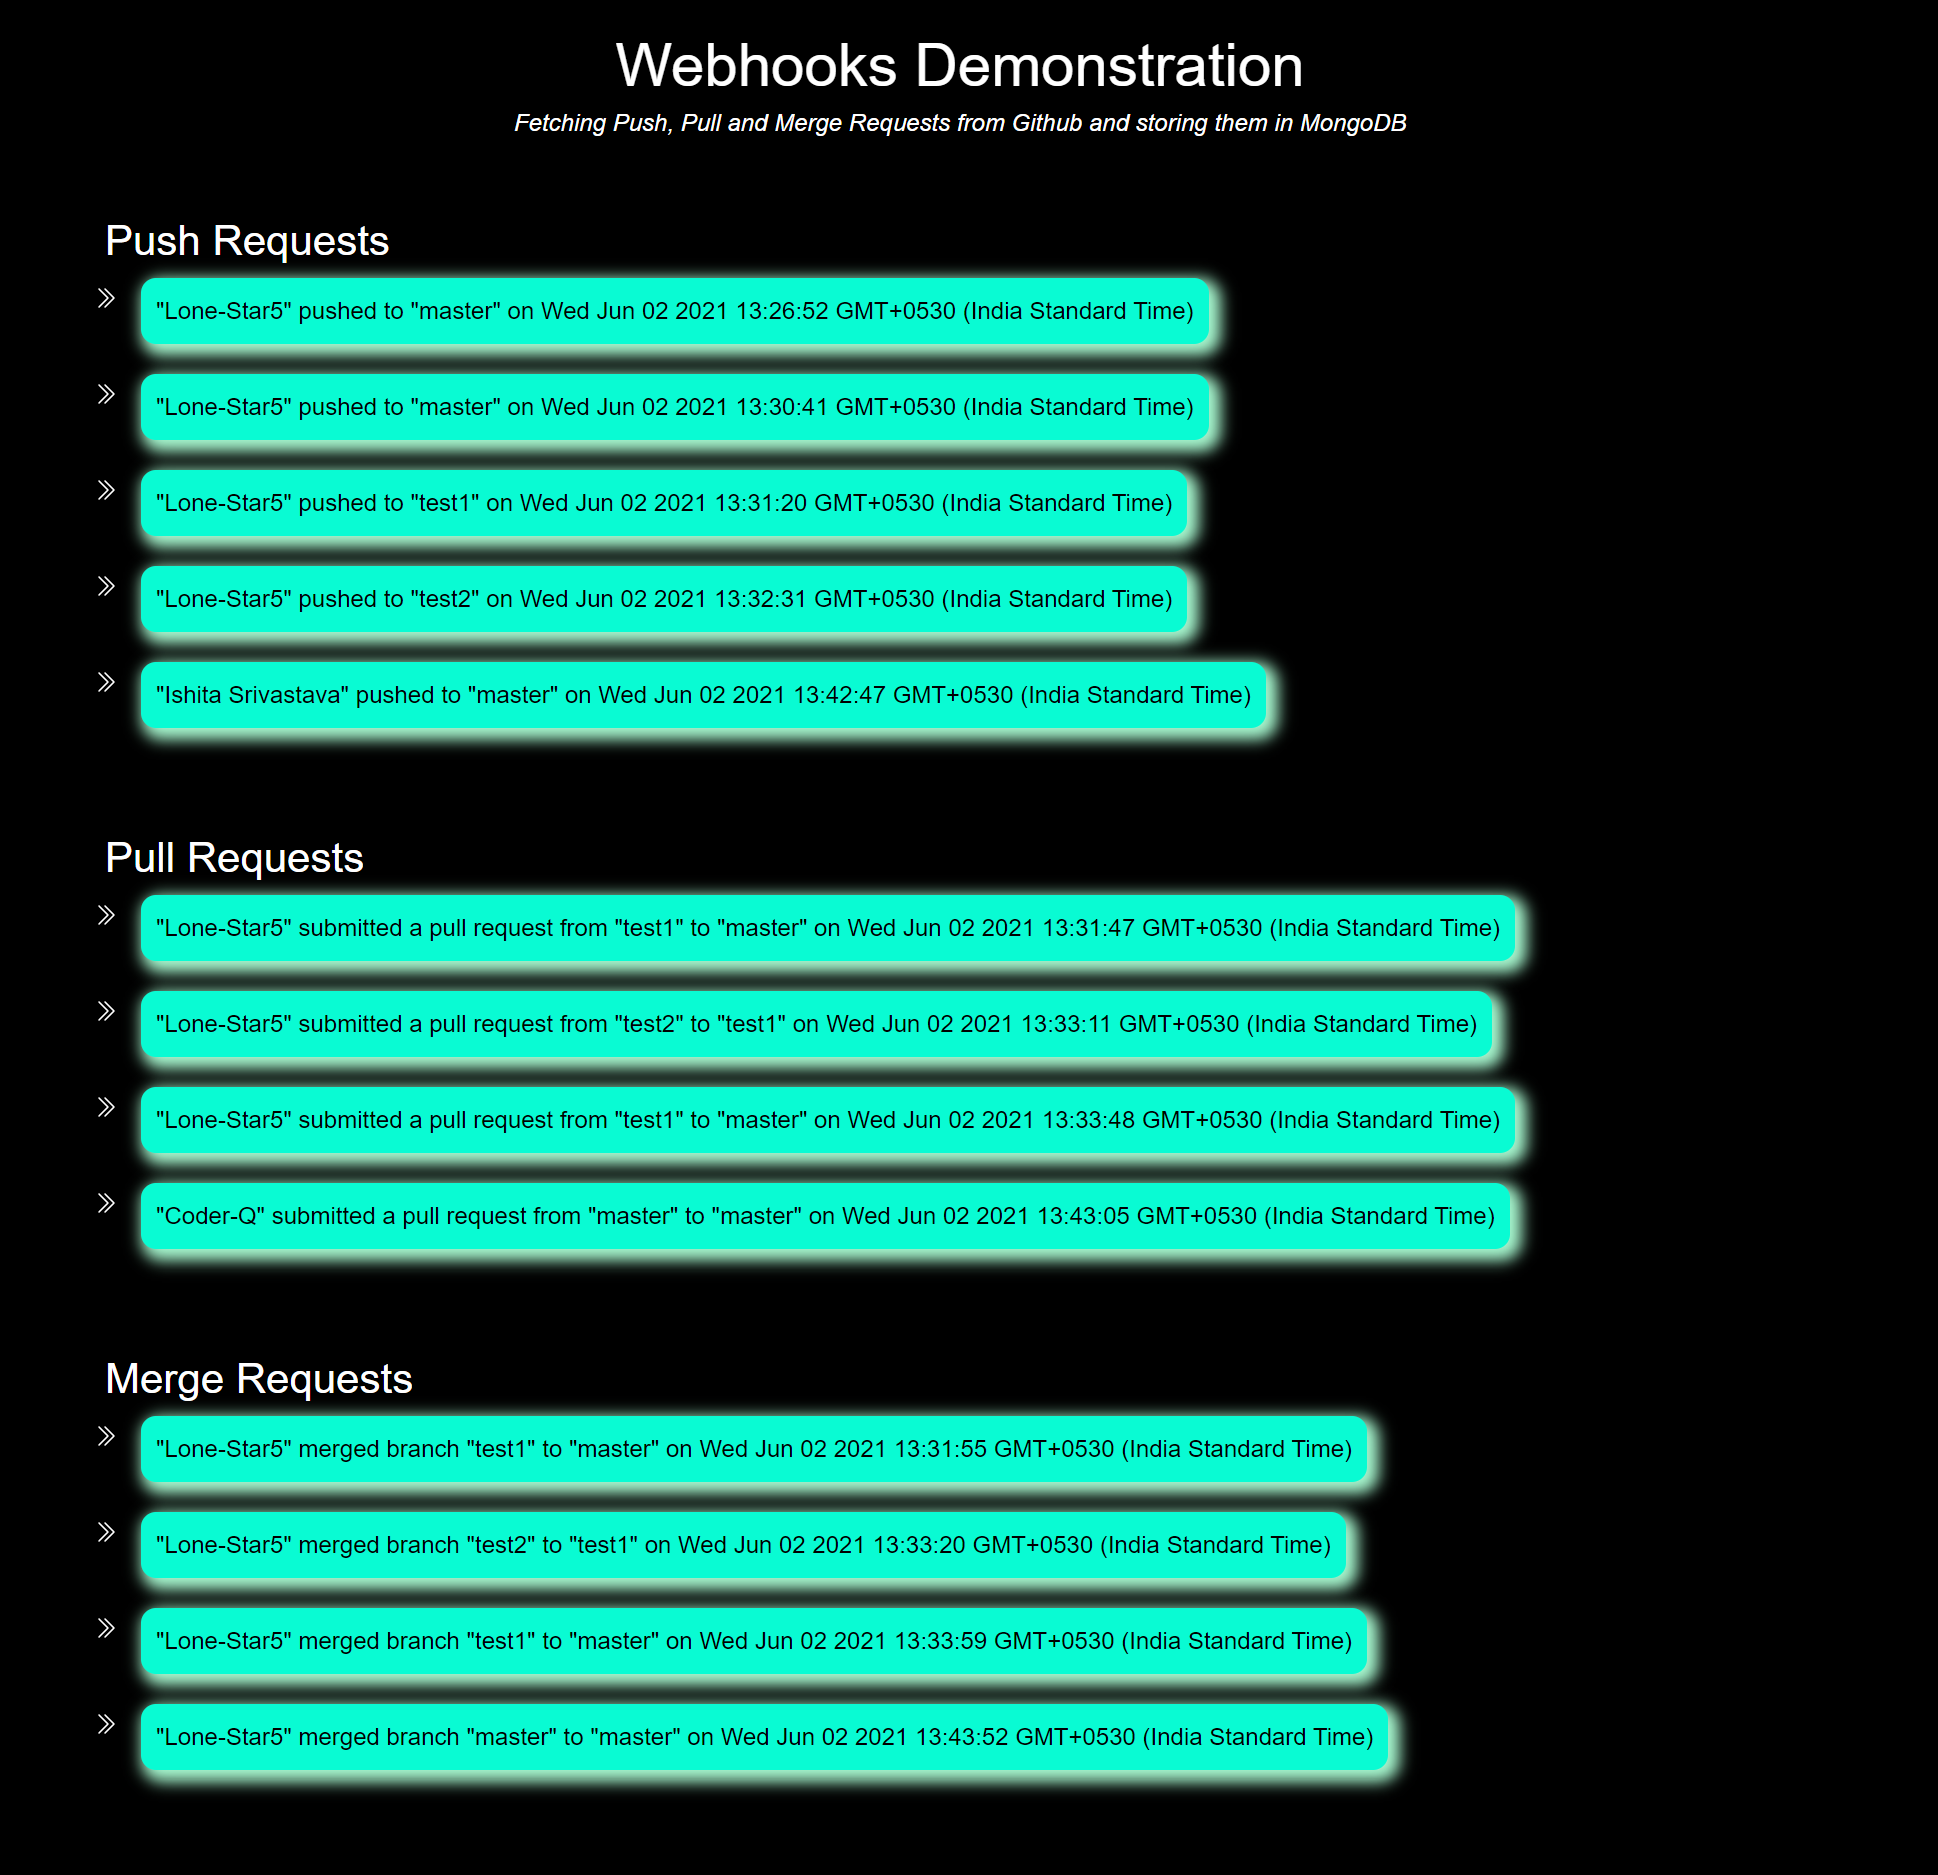 Webhooks Demonstration
Fetching Push, Pull and Merge Requests from Github and storing them in MongoDB
Push Requests
"Lone-Star5" pushed to "master" on Wed Jun 02 2021 13:26:52 GMT+0530 (India Standard Time)
"Lone-Star5" pushed to "master" on Wed Jun 02 2021 13:30:41 GMT+0530 (India Standard Time)
"Lone-Star5" pushed to "test1" on Wed Jun 02 2021 13:31:20 GMT+0530 (India Standard Time)
"Lone-Star5" pushed to "test2" on Wed Jun 02 2021 13:32:31 GMT+0530 (India Standard Time)
"Ishita Srivastava" pushed to "master" on Wed Jun 02 2021 13:42:47 GMT+0530 (India Standard Time)
Pull Requests
"Lone-Star5" submitted a pull request from "test1" to "master" on Wed Jun 02 2021 13:31:47 GMT+0530 (India Standard Time)
"Lone-Star5" submitted a pull request from "test2" to "test1" on Wed Jun 02 2021 13:33:11 GMT+0530 (India Standard Time)
"Lone-Star5" submitted a pull request from "test1" to "master" on Wed Jun 02 2021 13:33:48 GMT+0530 (India Standard Time)
"Coder-Q" submitted a pull request from "master" to "master" on Wed Jun 02 2021 13:43:05 GMT+0530 (India Standard Time)
Merge Requests
"Lone-Star5" merged branch "test1" to "master" on Wed Jun 02 2021 13:31:55 GMT+0530 (India Standard Time)
"Lone-Star5" merged branch "test2" to "test1" on Wed Jun 02 2021 13:33:20 GMT+0530 (India Standard Time)
"Lone-Star5" merged branch "test1" to "master" on Wed Jun 02 2021 13:33:59 GMT+0530 (India Standard Time)
"Lone-Star5" merged branch "master" to "master" on Wed Jun 02 2021 13:43:52 GMT+0530 (India Standard Time)